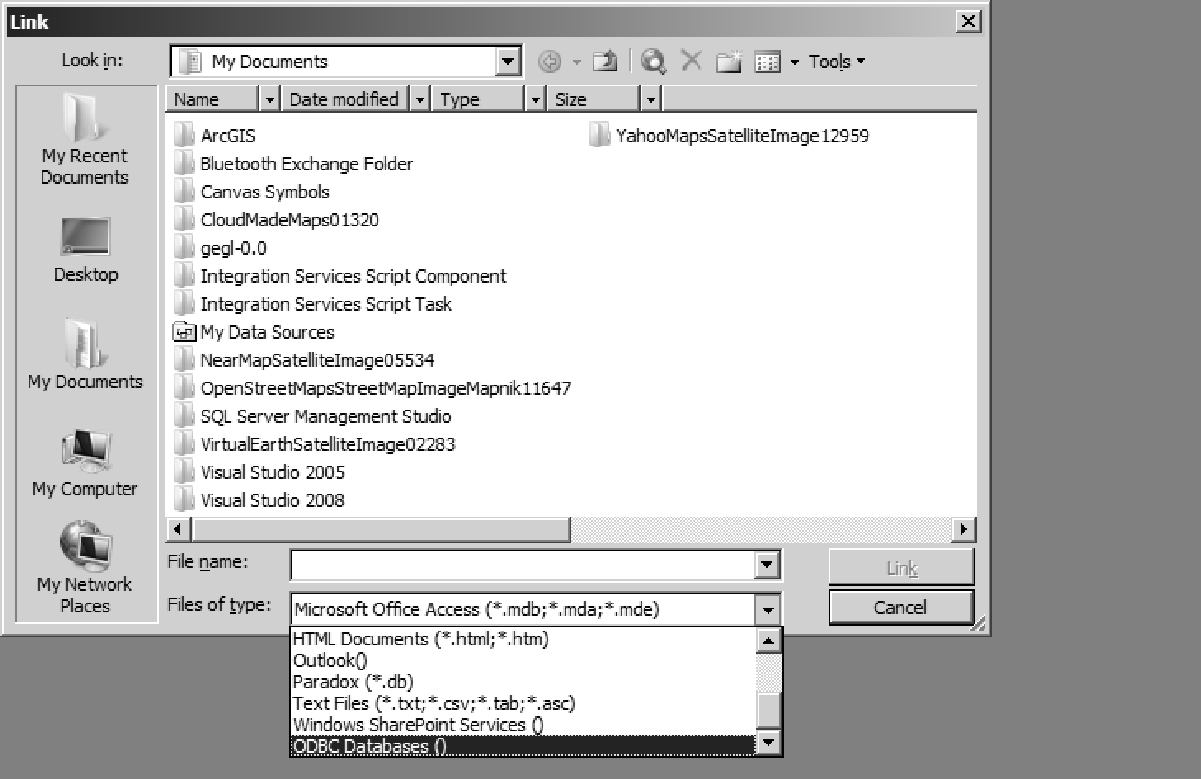 Link
Look in:
My Documents
Tools
Name
Date modified
Type
Size
My Recent
Documents
Desktop
My Documents
My Computer
My Network
Places
ArcGIS
Bluetooth Exchange Folder
Canvas Symbols
CloudMadeMaps01320
gegl-0.0
Integration Services Script Component
Integration Services Script Task
My Data Sources
NearMapSatelliteImage05534
OpenStreetMapsStreetMapImageMapnik11647
SQL Server Management Studio
VirtualEarthSatelliteImage02283
Visual Studio 2005
Visual Studio 2008
YahooMapsSatelliteImage12959
File name:
Link
Files of type:
Microsoft Office Access (*.mdb;*.mda;*.mde)
Cancel
HTML Documents (*.html;*.htm)
Outlook()
Paradox (*.db)
Text Files (*.txt;*.csv;*.tab;*.asc)
Windows SharePoint Services ()
ODBC Databases ()